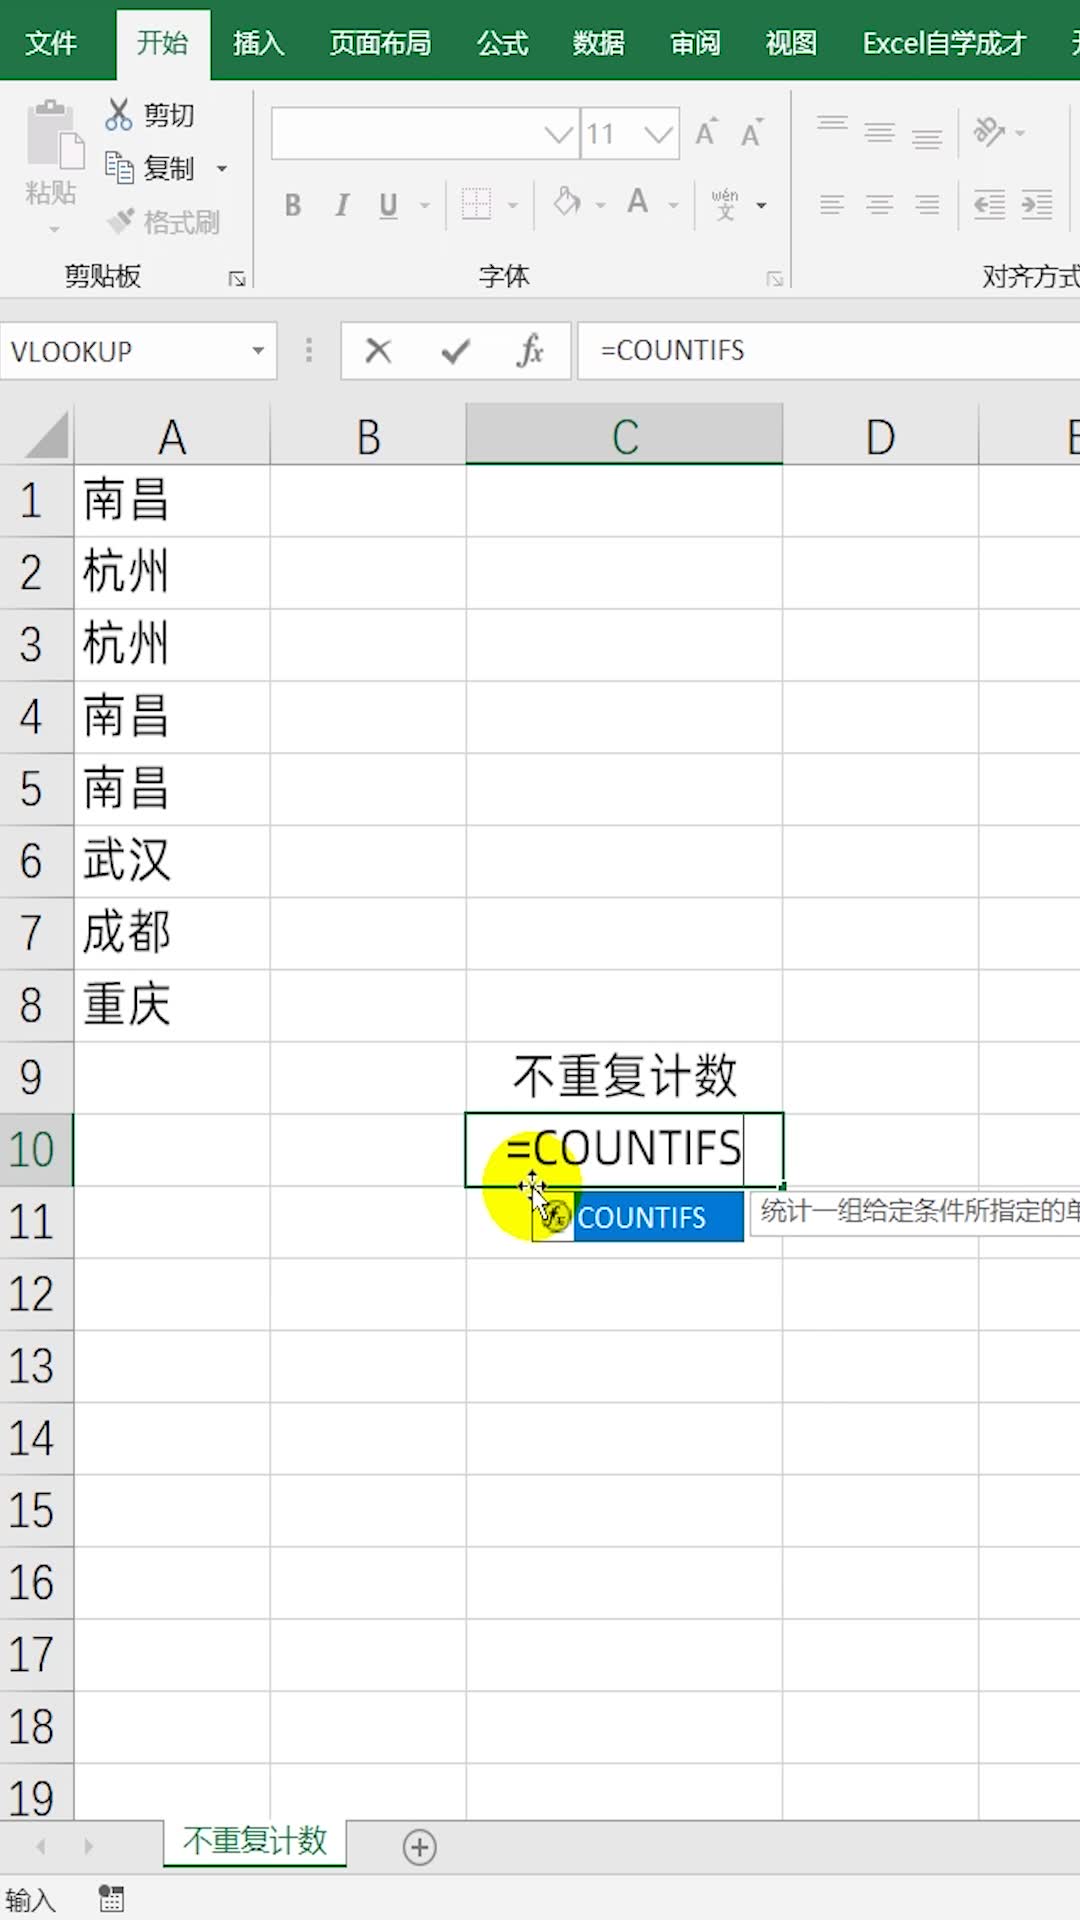 文件 开始 插入 页面布局 公式 数据 审阅 视图 Excel自学成才
剪切
复制
粘贴
格式刷
11
B I U A wén 文
剪贴板 字体 对齐方式
VLOOKUP fx =COUNTIFS
A B C D E
1 南昌
2 杭州
3 杭州
4 南昌
5 南昌
6 武汉
7 成都
8 重庆
9 不重复计数
10 =COUNTIFS
11 fx COUNTIFS 统计一组给定条件所指定的单
12
13
14
15
16
17
18
19
不重复计数
输入